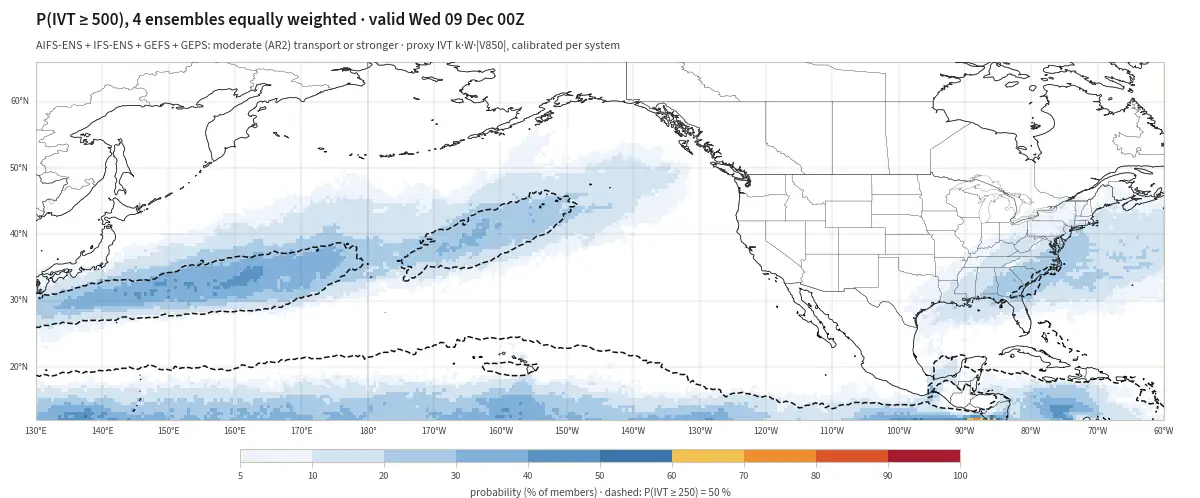 P(IVT ≥ 500), 4 ensembles equally weighted · valid Wed 09 Dec 00Z
AIFS-ENS + IFS-ENS + GEFS + GEPS: moderate (AR2) transport or stronger · proxy IVT k·W·|V850|, calibrated per system
60°N
50°N
40°N
30°N
20°N
130°E 140°E 150°E 160°E 170°E 180° 170°W 160°W 150°W 140°W 130°W 120°W 110°W 100°W 90°W 80°W 70°W 60°W
5 10 20 30 40 50 60 70 80 90 100
probability (% of members) · dashed: P(IVT ≥ 250) = 50 %